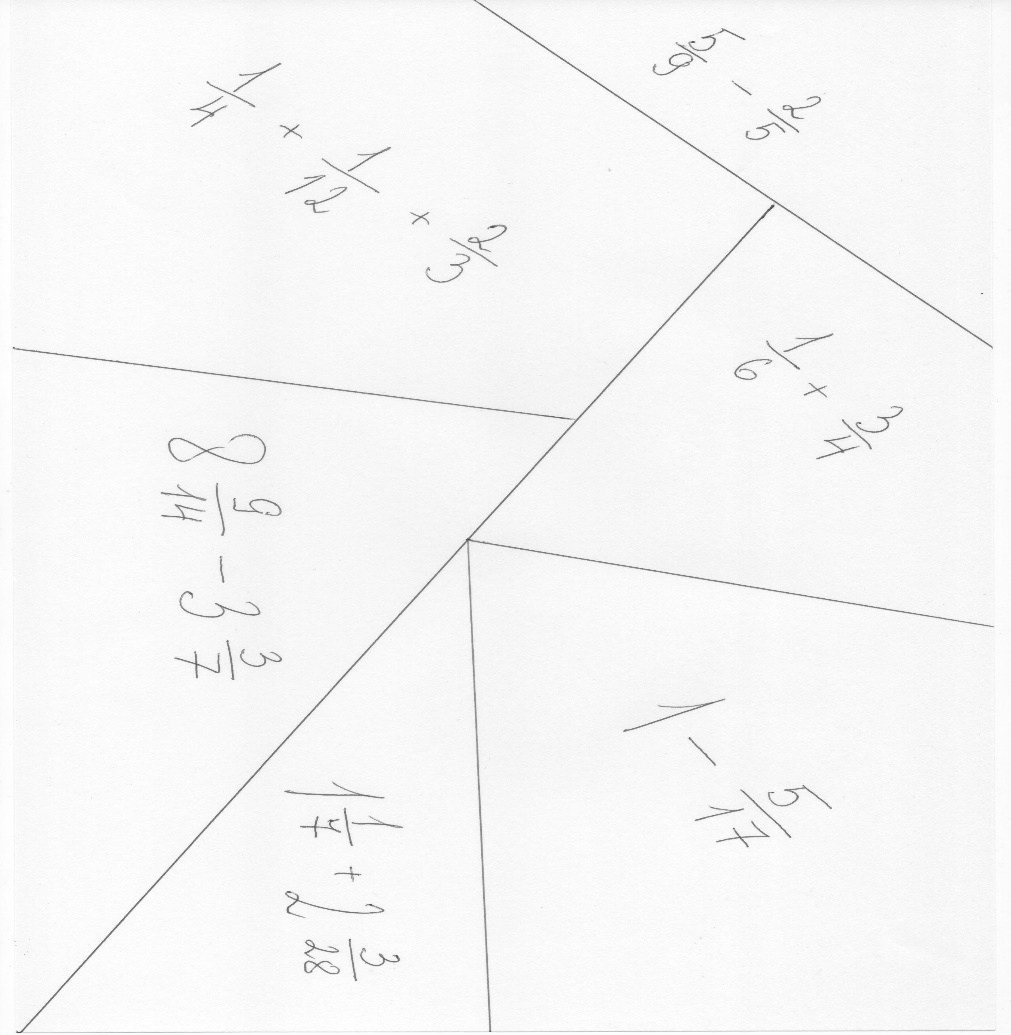 5/9 - 2/5
1/4 + 1/12 + 2/3
1/6 + 3/4
8 9/14 - 3 3/7
1 - 5/17
1 1/7 + 2 3/28